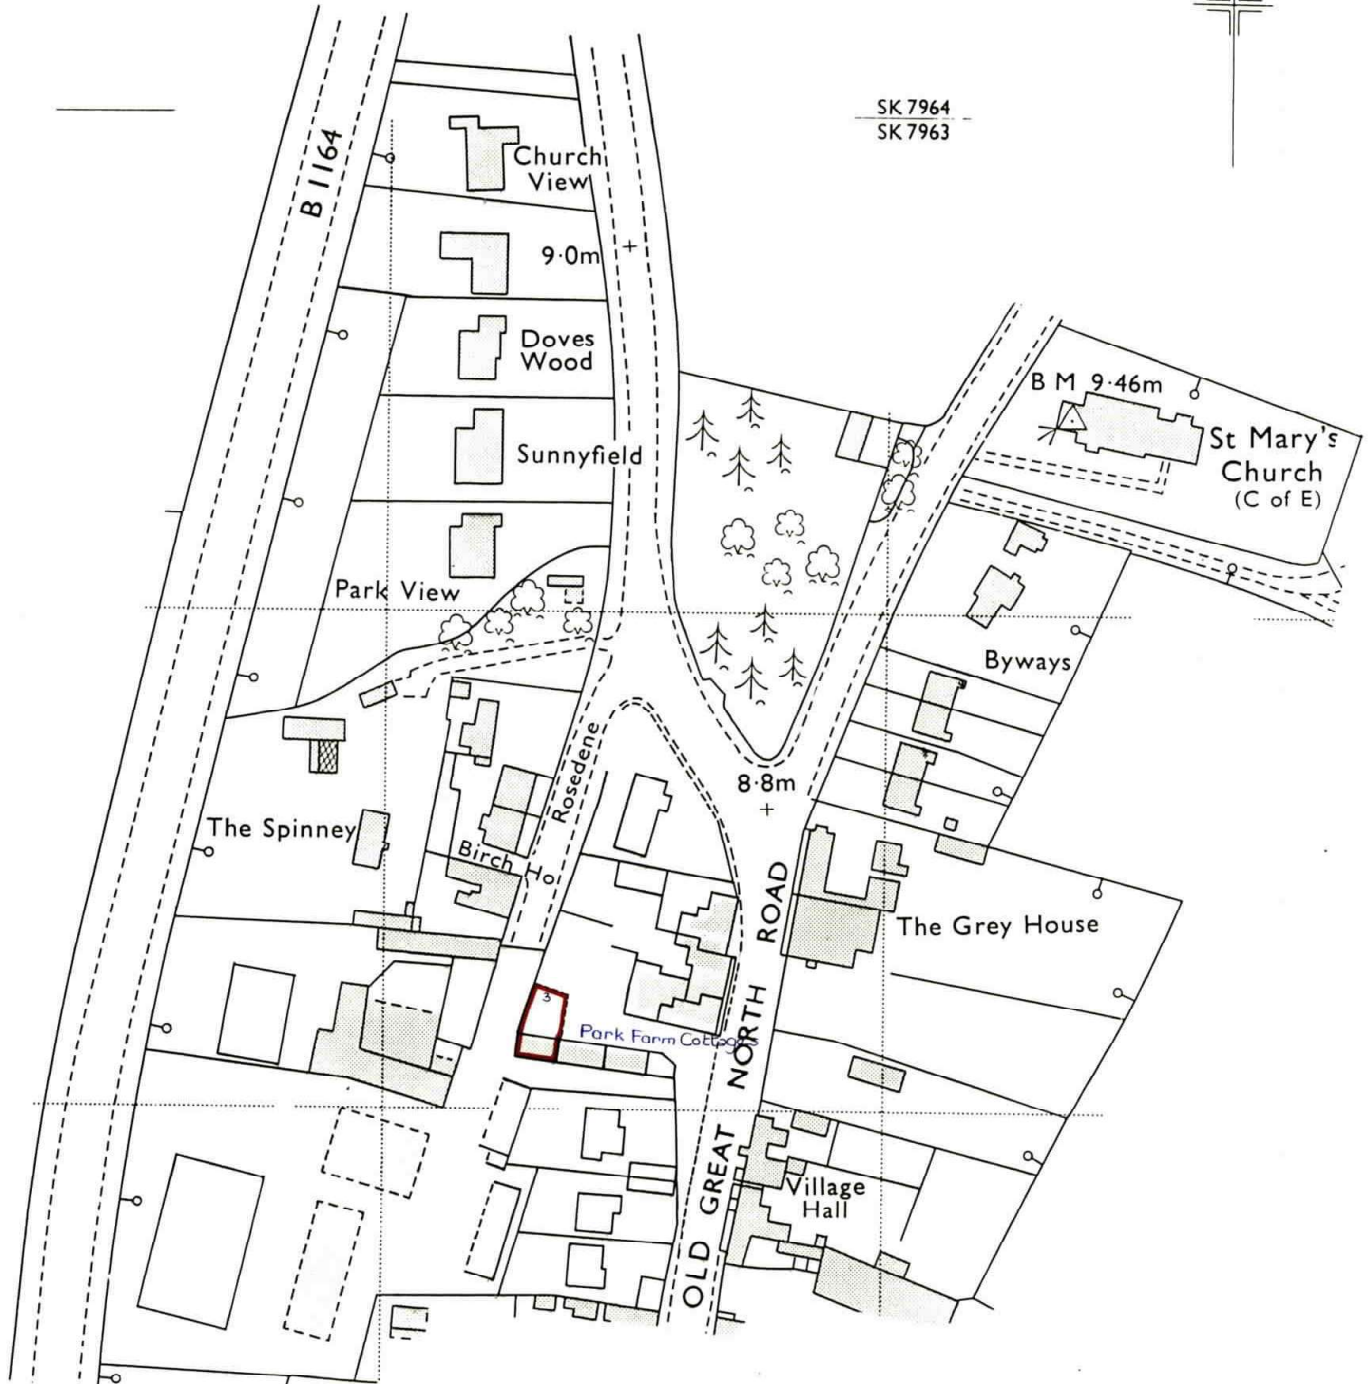 SK 7964
SK 7963
B 1164
Church
View
9·0m
Doves
Wood
B M 9·46m
St Mary's
Church
(C of E)
Sunnyfield
Park View
Byways
Rosedene
8·8m
The Spinney
Birch Ho
The Grey House
3
Park Farm Cottages
OLD GREAT NORTH ROAD
Village
Hall